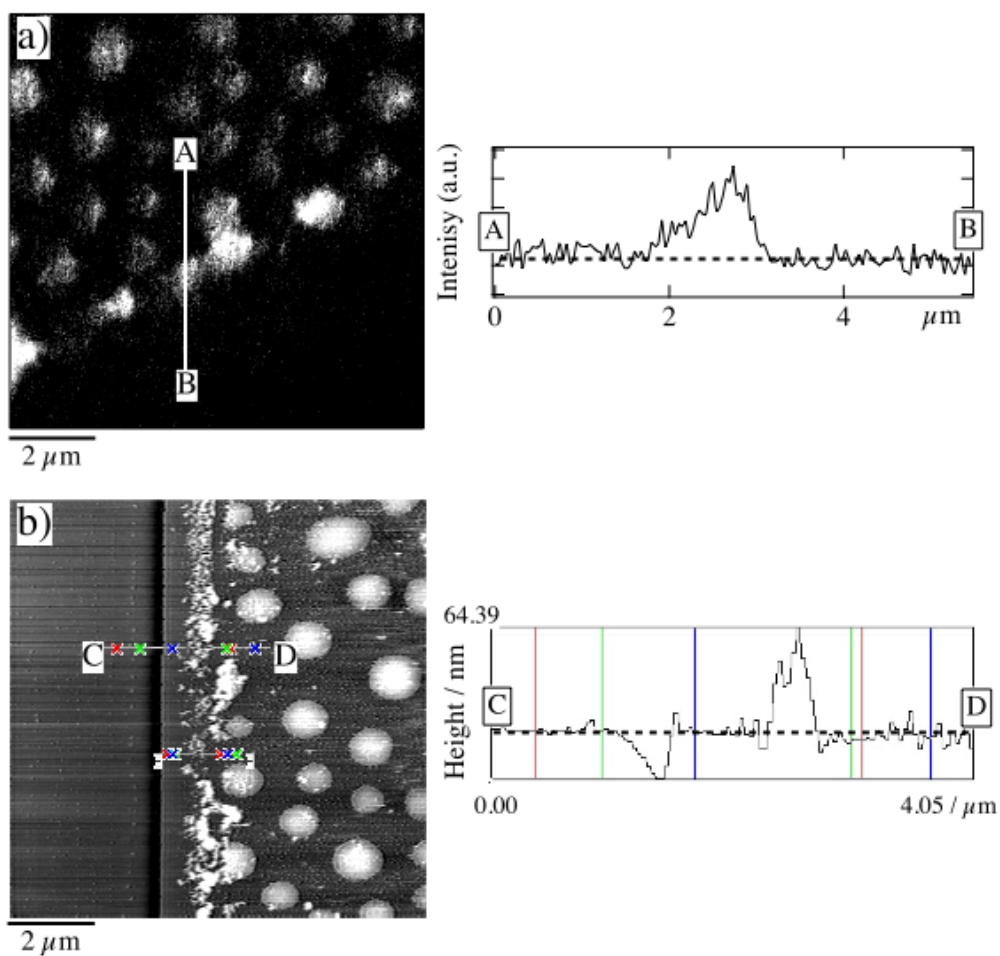 a)
A
B
2 µm
Intenisy (a.u.)
A
B
0 2 4 µm
b)
C
D
2 µm
64.39
Height / nm
C
D
0.00 4.05 / µm